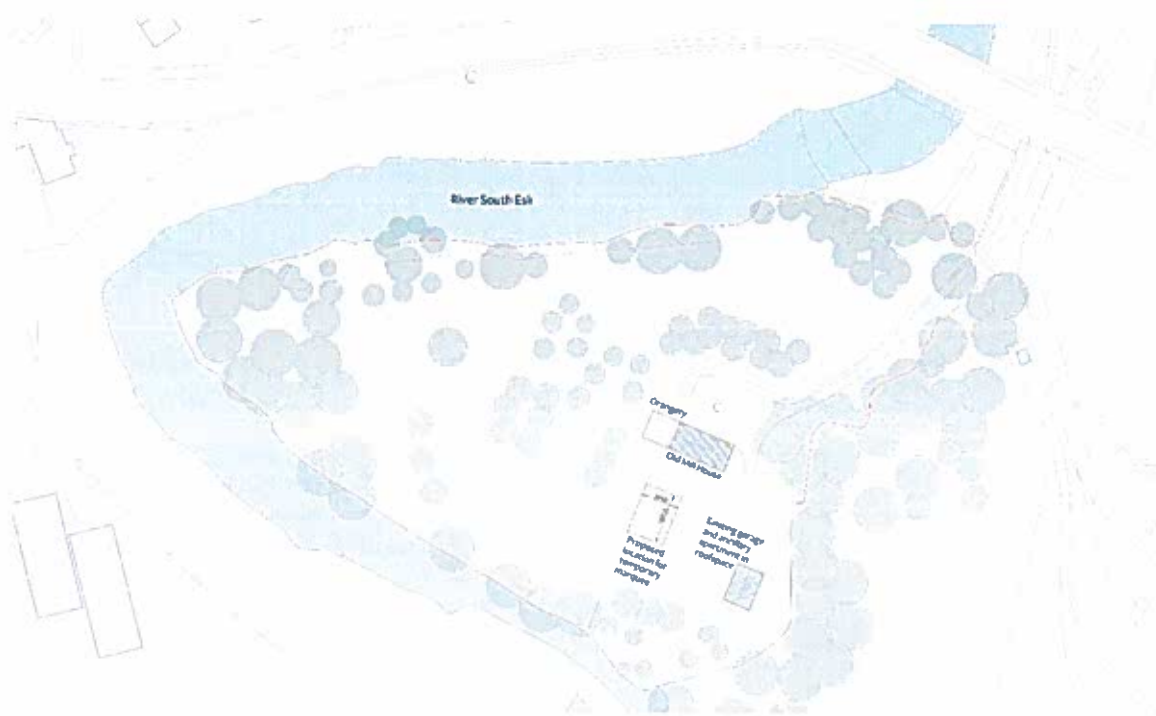 River South Esk
Orangery
Old Mill House
Existing garage
and ancillary
apartment in
roofspace
Proposed
location for
temporary
marquee